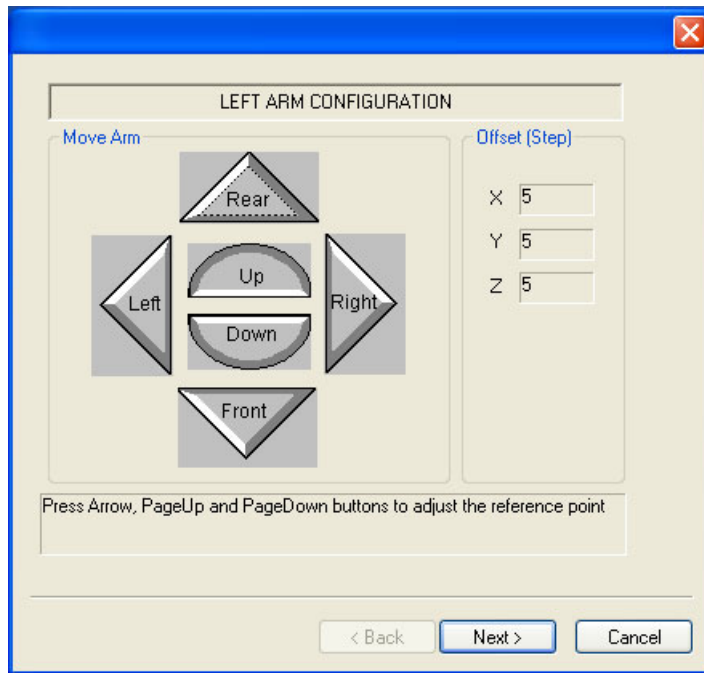 LEFT ARM CONFIGURATION
Move Arm
Offset (Step)
Rear
Left
Up
Down
Right
Front
X 5
Y 5
Z 5
Press Arrow, PageUp and PageDown buttons to adjust the reference point
< Back
Next >
Cancel